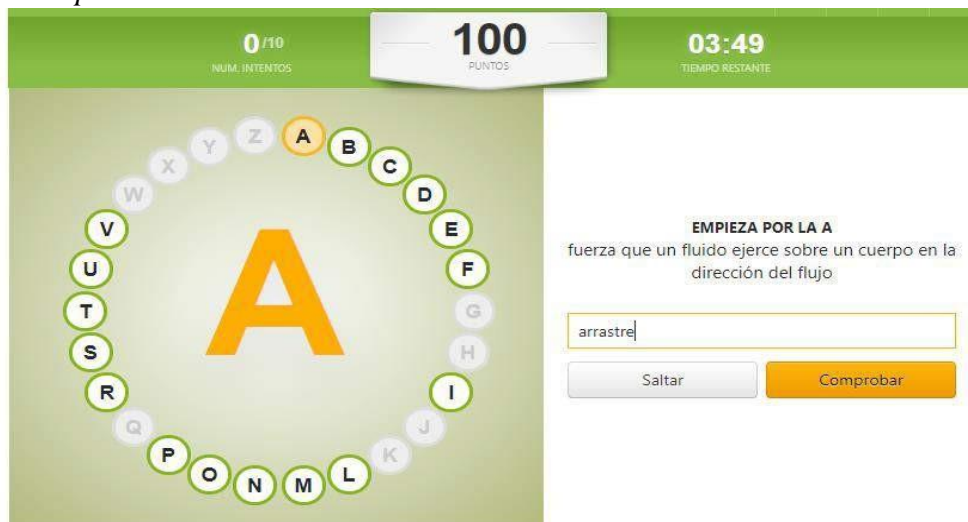 0/10
NUM. INTENTOS
100
PUNTOS
03:49
TIEMPO RESTANTE
A
B
C
D
E
F
G
H
I
J
K
L
M
N
O
P
Q
R
S
T
U
V
W
X
Y
Z
A
EMPIEZA POR LA A
fuerza que un fluido ejerce sobre un cuerpo en la
dirección del flujo
arrastre
Saltar
Comprobar